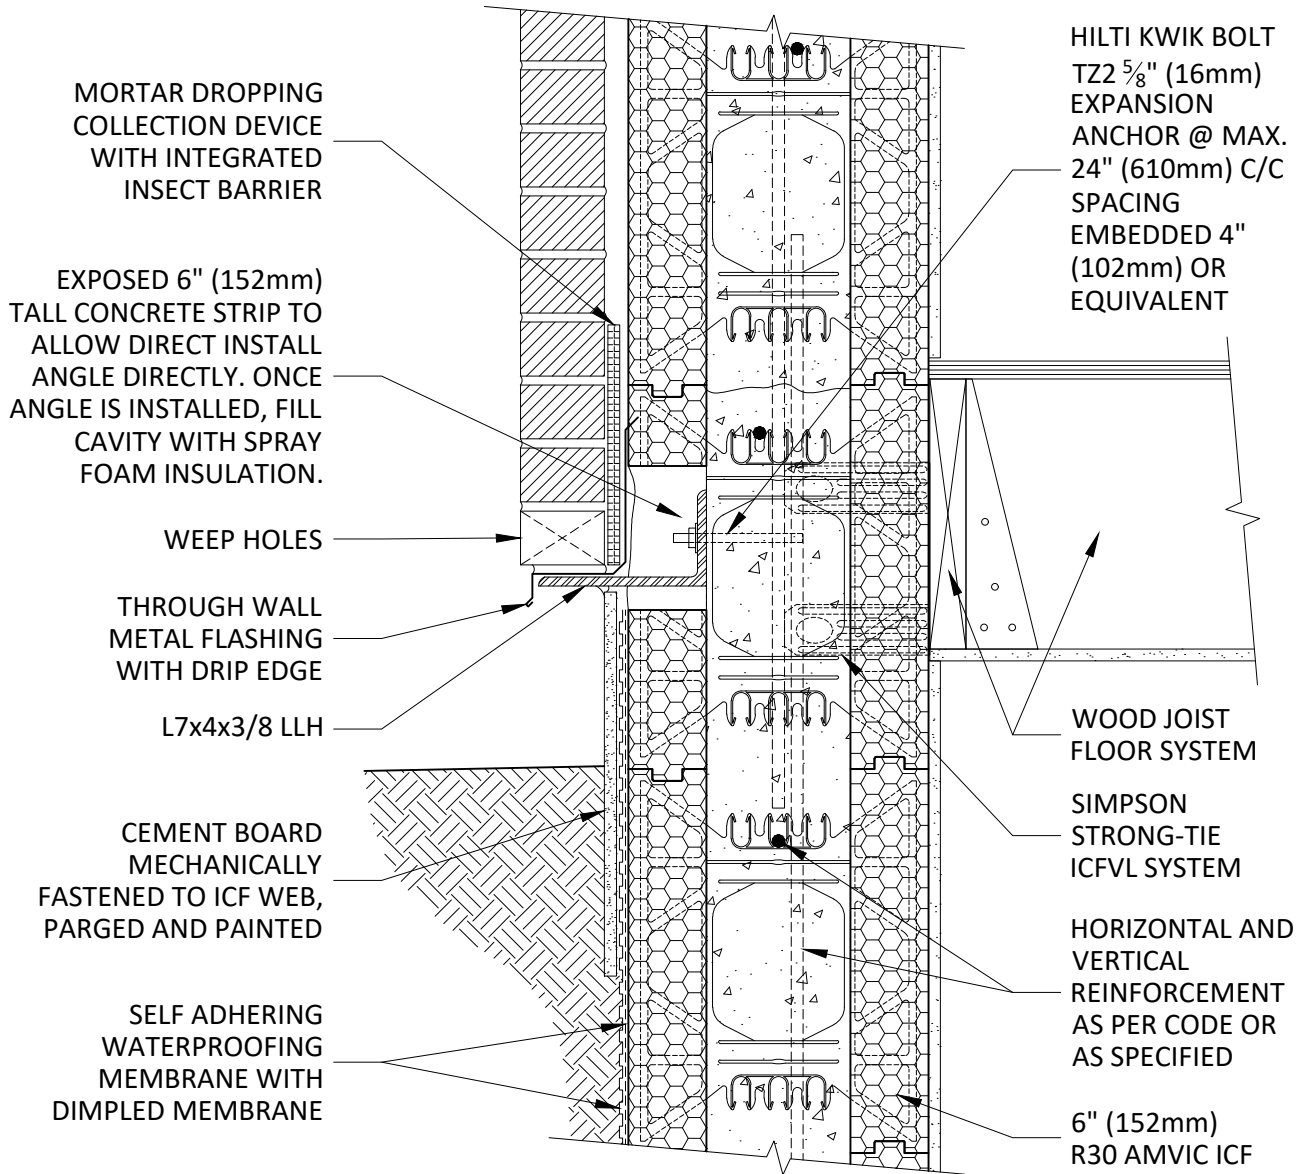 MORTAR DROPPING
COLLECTION DEVICE
WITH INTEGRATED
INSECT BARRIER
EXPOSED 6" (152mm)
TALL CONCRETE STRIP TO
ALLOW DIRECT INSTALL
ANGLE DIRECTLY. ONCE
ANGLE IS INSTALLED, FILL
CAVITY WITH SPRAY
FOAM INSULATION.
WEEP HOLES
THROUGH WALL
METAL FLASHING
WITH DRIP EDGE
L7x4x3/8 LLH
CEMENT BOARD
MECHANICALLY
FASTENED TO ICF WEB,
PARGED AND PAINTED
SELF ADHERING
WATERPROOFING
MEMBRANE WITH
DIMPLED MEMBRANE
HILTI KWIK BOLT
TZ2 5/8" (16mm)
EXPANSION
ANCHOR @ MAX.
24" (610mm) C/C
SPACING
EMBEDDED 4"
(102mm) OR
EQUIVALENT
WOOD JOIST
FLOOR SYSTEM
SIMPSON
STRONG-TIE
ICFVL SYSTEM
HORIZONTAL AND
VERTICAL
REINFORCEMENT
AS PER CODE OR
AS SPECIFIED
6" (152mm)
R30 AMVIC ICF